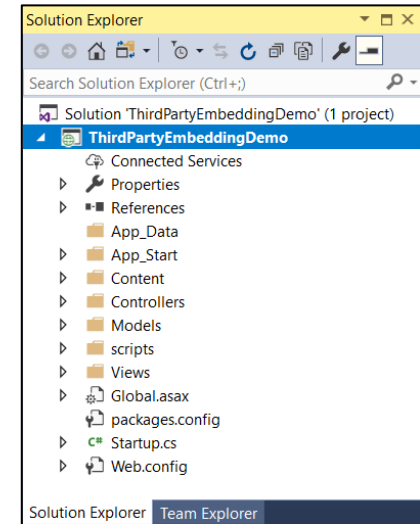 Solution Explorer
Search Solution Explorer (Ctrl+;)
Solution 'ThirdPartyEmbeddingDemo' (1 project)
ThirdPartyEmbeddingDemo
Connected Services
Properties
References
App_Data
App_Start
Content
Controllers
Models
scripts
Views
Global.asax
packages.config
C# Startup.cs
Web.config
Solution Explorer Team Explorer